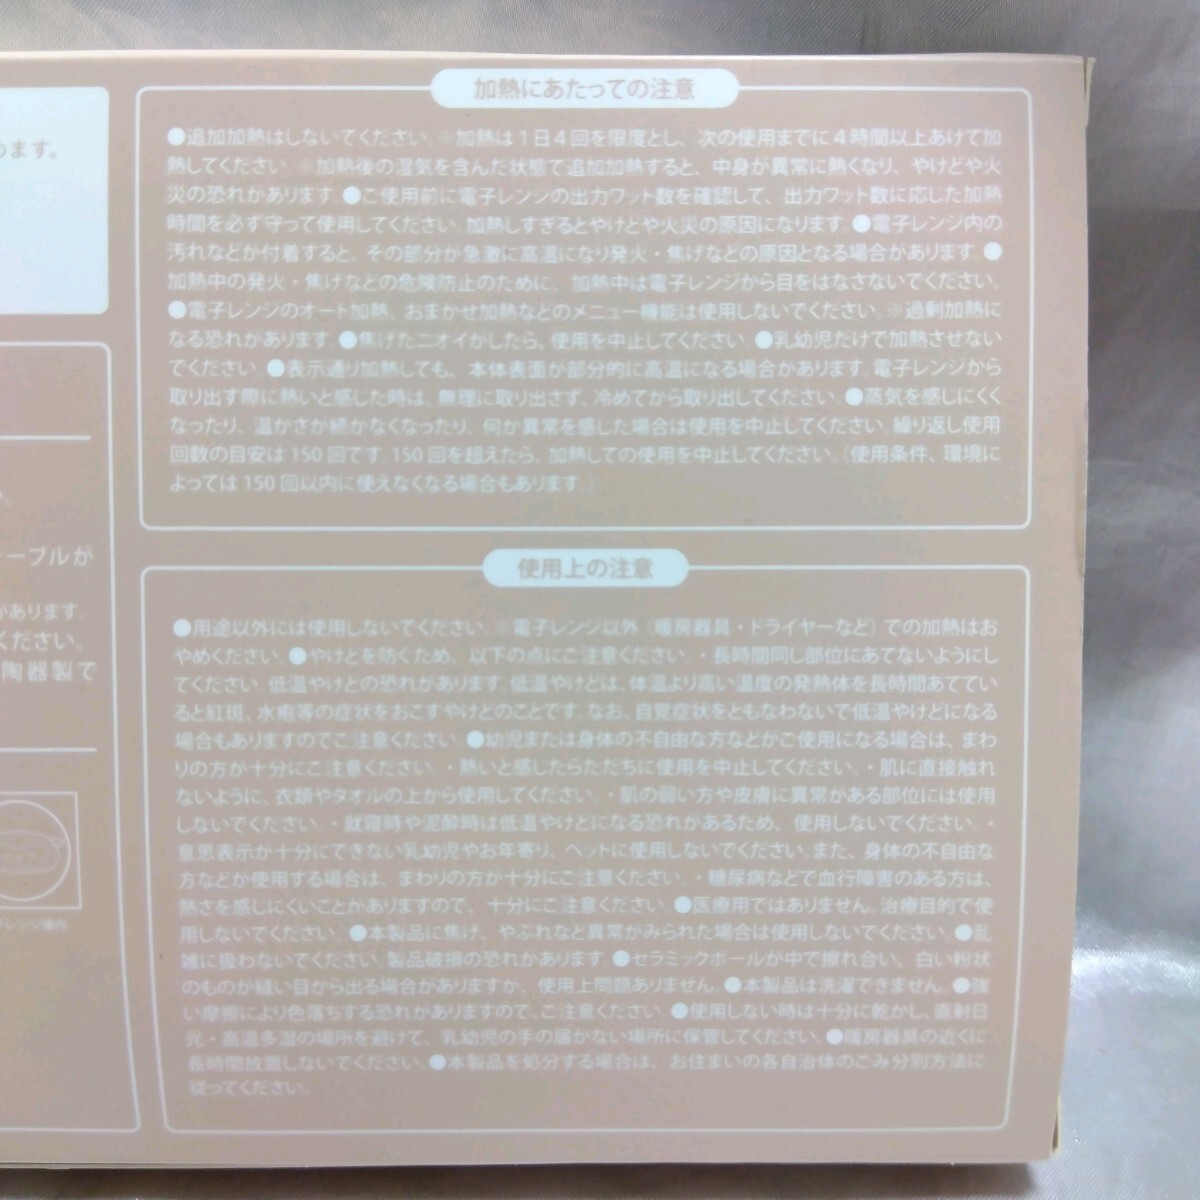 めます。
ーブルが
があります。
ください。
陶器製で
レンジ庫内
加熱にあたっての注意
●追加加熱はしないでください。※加熱は1日4回を限度とし、次の使用までに4時間以上あけて加
熱してください。※加熱後の湿気を含んだ状態で追加加熱すると、中身が異常に熱くなり、やけどや火
災の恐れがあります。●ご使用前に電子レンジの出力ワット数を確認して、出力ワット数に応じた加熱
時間を必ず守って使用してください。加熱しすぎるとやけどや火災の原因になります。●電子レンジ内の
汚れなどが付着すると、その部分が急激に高温になり発火・焦げなどの原因となる場合があります。●
加熱中の発火・焦げなどの危険防止のために、加熱中は電子レンジから目をはなさないでください。
●電子レンジのオート加熱、おまかせ加熱などのメニュー機能は使用しないでください。※過剰加熱に
なる恐れがあります。●焦げたニオイがしたら、使用を中止してください。●乳幼児だけで加熱させない
でください。●表示通り加熱しても、本体表面が部分的に高温になる場合があります。電子レンジから
取り出す際に熱いと感じた時は、無理に取り出さず、冷めてから取り出してください。●蒸気を感じにくく
なったり、温かさが続かなくなったり、何か異常を感じた場合は使用を中止してください。繰り返し使用
回数の目安は150回です。150回を超えたら、加熱しての使用を中止してください。(使用条件、環境に
よっては150回以内に使えなくなる場合もあります。)
使用上の注意
●用途以外には使用しないでください。※電子レンジ以外(暖房器具・ドライヤーなど)での加熱はお
やめください。●やけどを防ぐため、以下の点にご注意ください。・長時間同じ部位にあてないようにし
てください。低温やけどの恐れがあります。低温やけどは、体温より高い温度の発熱体を長時間あててい
ると紅斑、水疱等の症状をおこすやけどのことです。なお、自覚症状をともなわないで低温やけどになる
場合もありますのでご注意ください。●幼児または身体の不自由な方などがご使用になる場合は、まわ
りの方が十分にご注意ください。・熱いと感じたらただちに使用を中止してください。・肌に直接触れ
ないように、衣類やタオルの上から使用してください。・肌の弱い方や皮膚に異常がある部位には使用
しないでください。・就寝時や泥酔時は低温やけどになる恐れがあるため、使用しないでください。・
意思表示が十分にできない乳幼児やお年寄り、ペットに使用しないでください。また、身体の不自由な
方などが使用する場合は、まわりの方が十分にご注意ください。・糖尿病などで血行障害のある方は、
熱さを感じにくいことがありますので、十分にご注意ください。●医療用ではありません。治療目的で使
用しないでください。●本製品に焦げ、やぶれなど異常がみられた場合は使用しないでください。●乱
雑に扱わないでください。製品破損の恐れがあります。●セラミックボールが中で擦れ合い、白い粉状
のものが縫い目から出る場合がありますが、使用上問題ありません。●本製品は洗濯できません。●強
い摩擦により色落ちする恐れがありますので、ご注意ください。●使用しない時は十分に乾かし、直射日
光・高温多湿の場所を避けて、乳幼児の手の届かない場所に保管してください。●暖房器具の近くに
長時間放置しないでください。●本製品を処分する場合は、お住まいの各自治体のごみ分別方法に
従ってください。